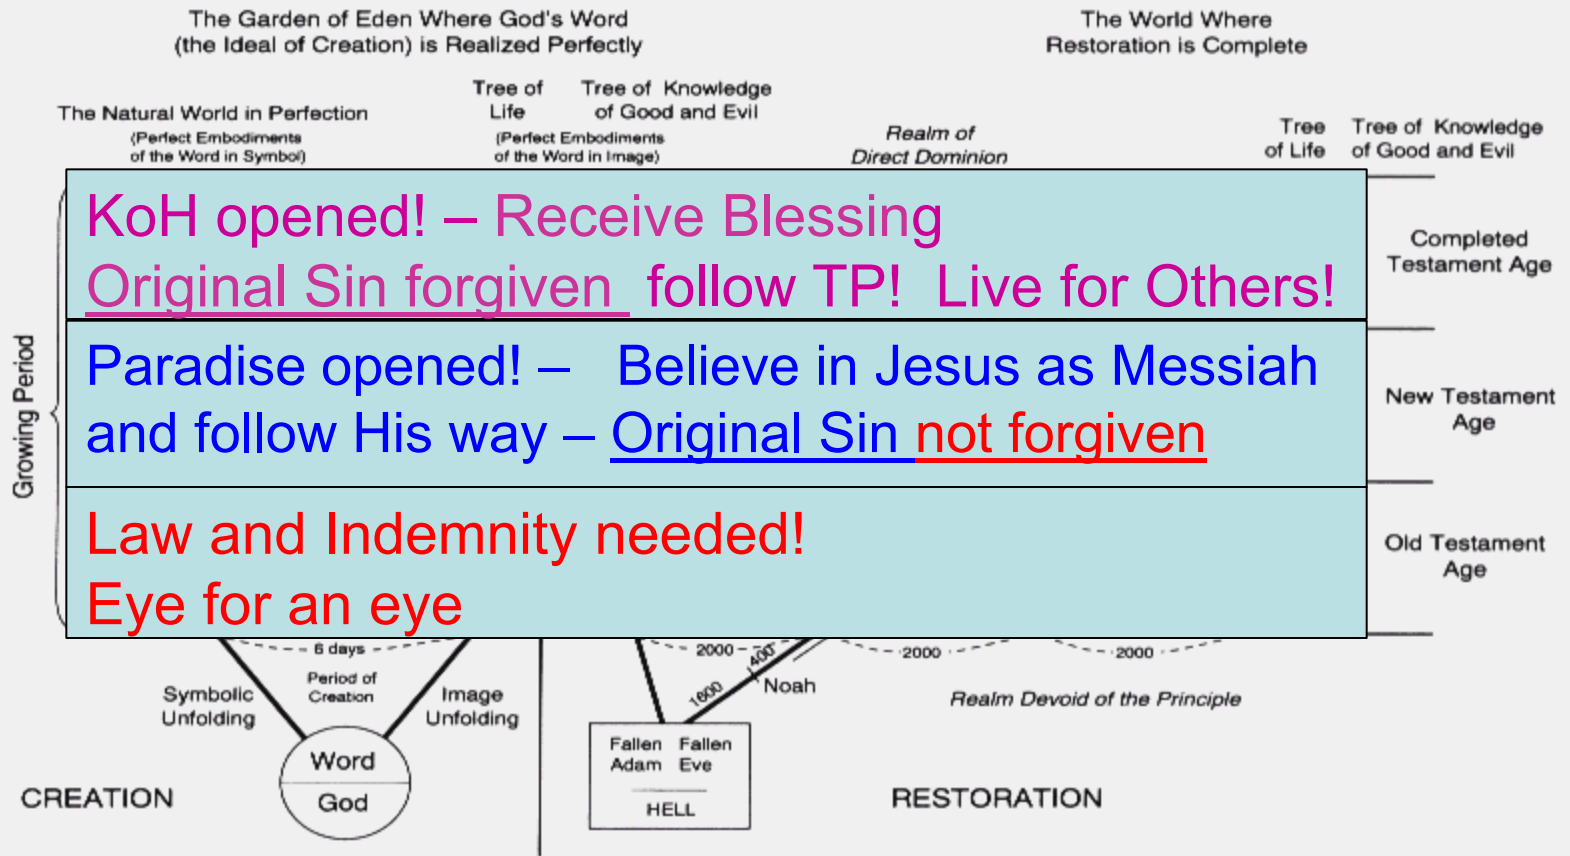 The Garden of Eden Where God's Word
(the Ideal of Creation) is Realized Perfectly
The World Where
Restoration is Complete
The Natural World in Perfection
(Perfect Embodiments
of the Word in Symbol)
Tree of
Life
Tree of Knowledge
of Good and Evil
(Perfect Embodiments
of the Word in Image)
Realm of
Direct Dominion
Tree
of Life
Tree of Knowledge
of Good and Evil
Growing Period
KoH opened! – Receive Blessing
Original Sin forgiven follow TP! Live for Others!
Completed
Testament Age
Paradise opened! – Believe in Jesus as Messiah
and follow His way – Original Sin not forgiven
New Testament
Age
Law and Indemnity needed!
Eye for an eye
Old Testament
Age
6 days
Period of
Creation
Symbolic
Unfolding
Image
Unfolding
Word
God
CREATION
2000
400
1600
Noah
2000
2000
Realm Devoid of the Principle
Fallen Adam
Fallen Eve
HELL
RESTORATION